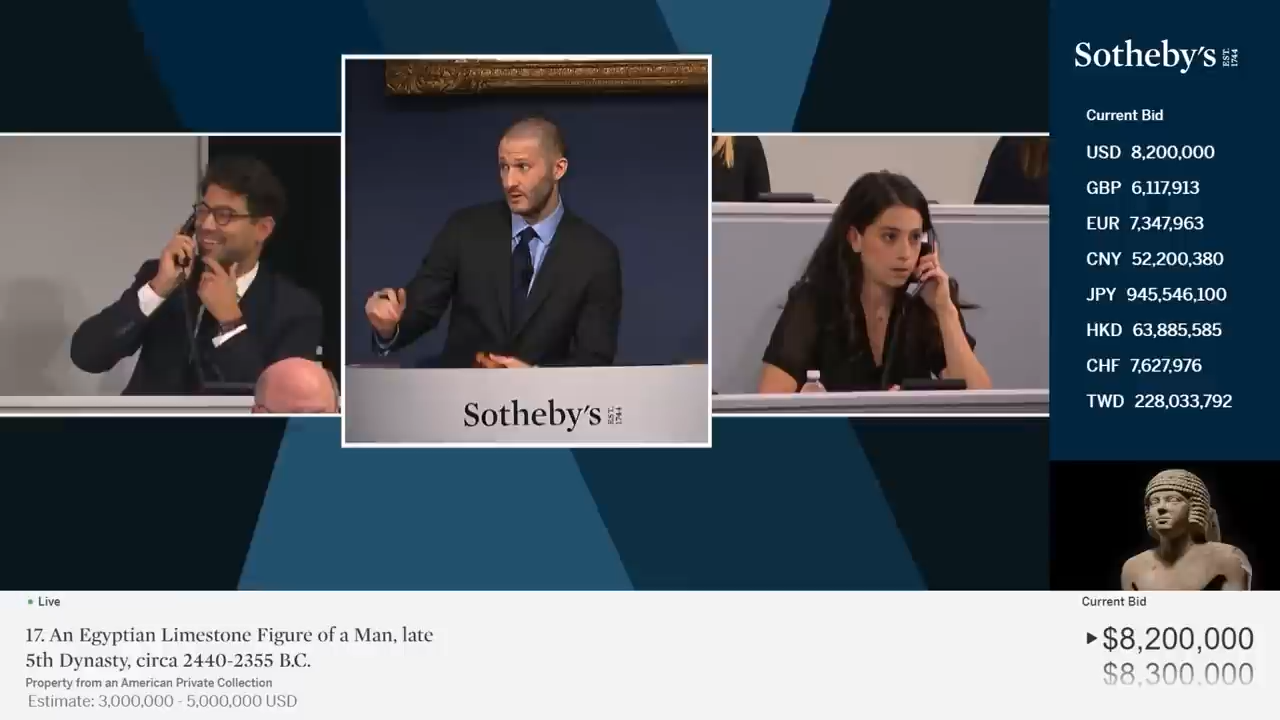 Sotheby's EST. 1744
Current Bid
USD 8,200,000
GBP 6,117,913
EUR 7,347,963
CNY 52,200,380
JPY 945,546,100
HKD 63,885,585
CHF 7,627,976
TWD 228,033,792
Sotheby's EST. 1744
Live
17. An Egyptian Limestone Figure of a Man, late
5th Dynasty, circa 2440-2355 B.C.
Property from an American Private Collection
Estimate: 3,000,000 - 5,000,000 USD
Current Bid
$8,200,000
$8,300,000